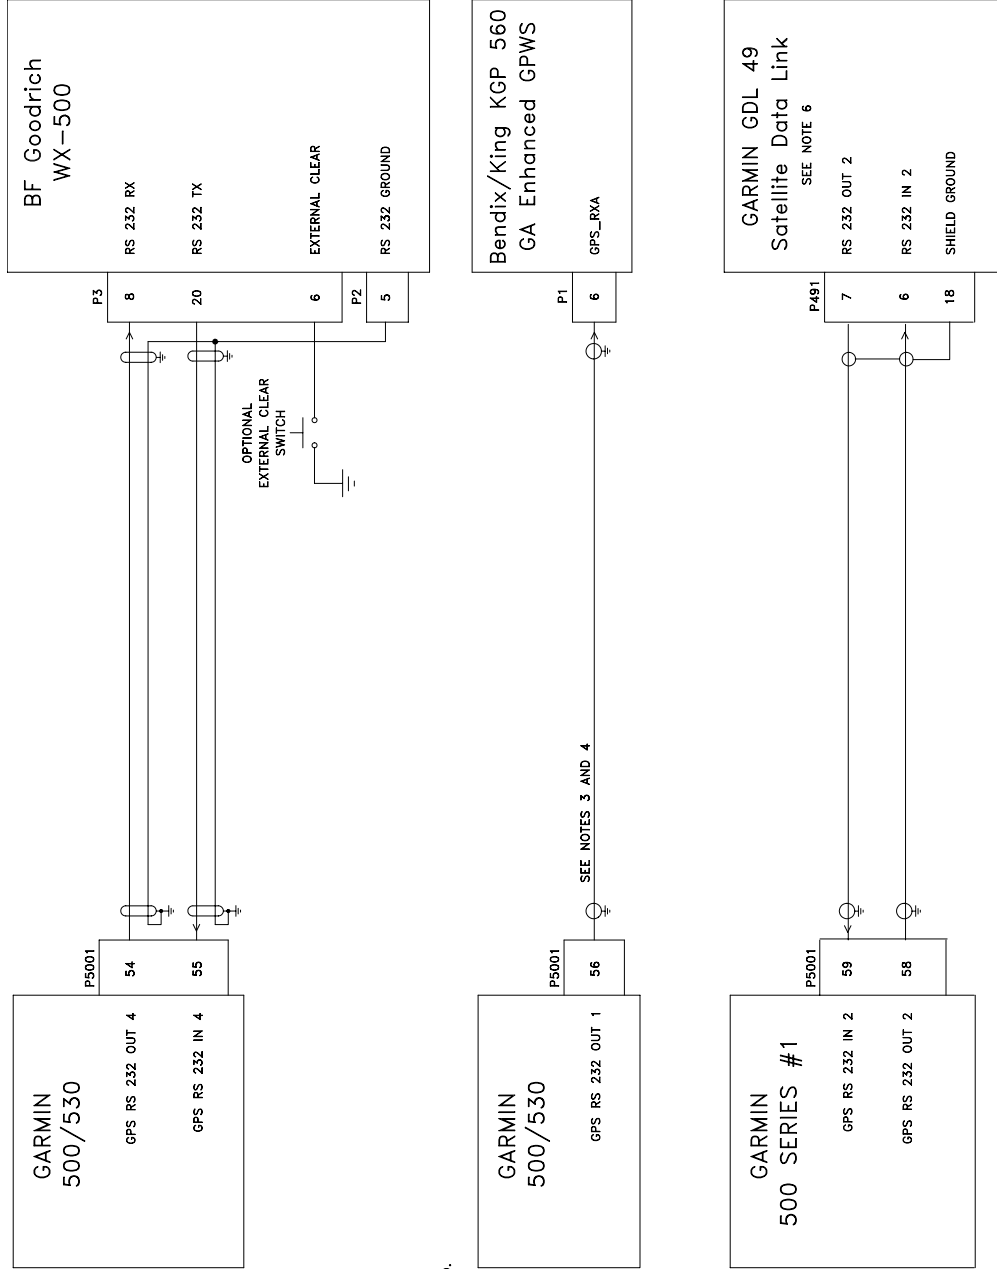 GARMIN
500/530
GPS RS 232 OUT 4
GPS RS 232 IN 4
P5001
54
55
OPTIONAL
EXTERNAL CLEAR
SWITCH
P3
8
20
6
P2
5
BF Goodrich
WX-500
RS 232 RX
RS 232 TX
EXTERNAL CLEAR
RS 232 GROUND
GARMIN
500/530
GPS RS 232 OUT 1
P5001
56
SEE NOTES 3 AND 4
P1
6
Bendix/King KGP 560
GA Enhanced GPWS
GPS_RXA
GARMIN
500 SERIES #1
GPS RS 232 IN 2
GPS RS 232 OUT 2
P5001
59
58
P491
7
6
18
GARMIN GDL 49
Satellite Data Link
SEE NOTE 6
RS 232 OUT 2
RS 232 IN 2
SHIELD GROUND